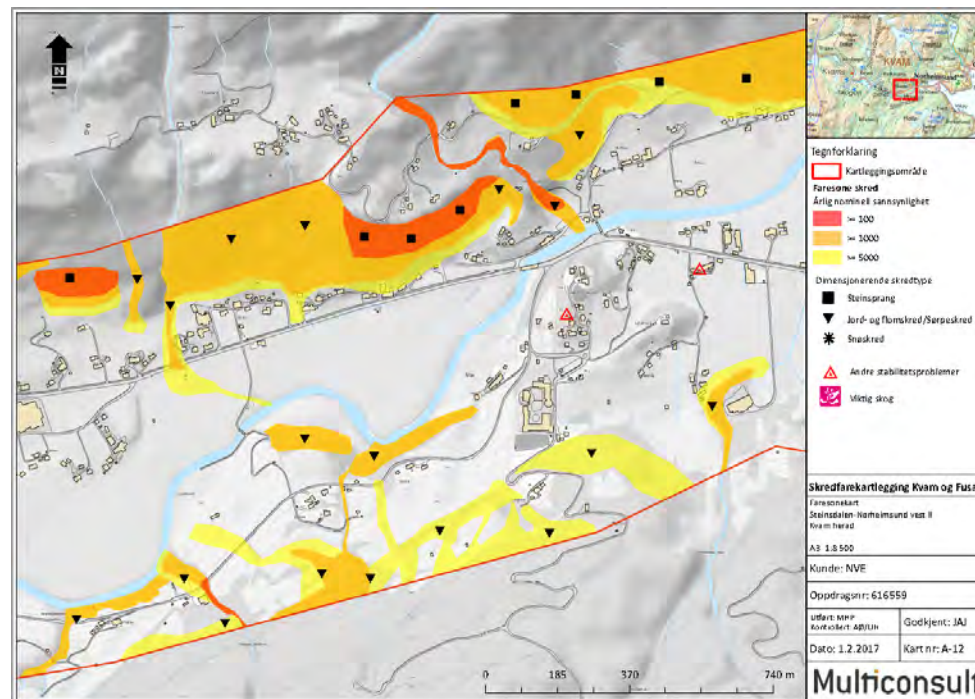 N
KVAM
Tegnforklaring
Kartleggingsområde
Faresone skred
Årlig nominell sannsynlighet
>= 100
>= 1000
>= 5000
Dimensjonerende skredtype
Steinsprang
Jord- og flomskred/Sørpeskred
Snøskred
Andre stabilitetsproblemer
Viktig skog
Skredfarekartlegging Kvam og Fusa
Faresonekart
Steinsdalen-Norheimsund vest II
Kvam herad
A3 1:8 500
Kunde: NVE
Oppdragsnr: 616559
Utført: MHP
Kontrollert:
Godkjent: JAJ
Dato: 1.2.2017
Kart nr: A-12
Multiconsult
0 185 370 740 m